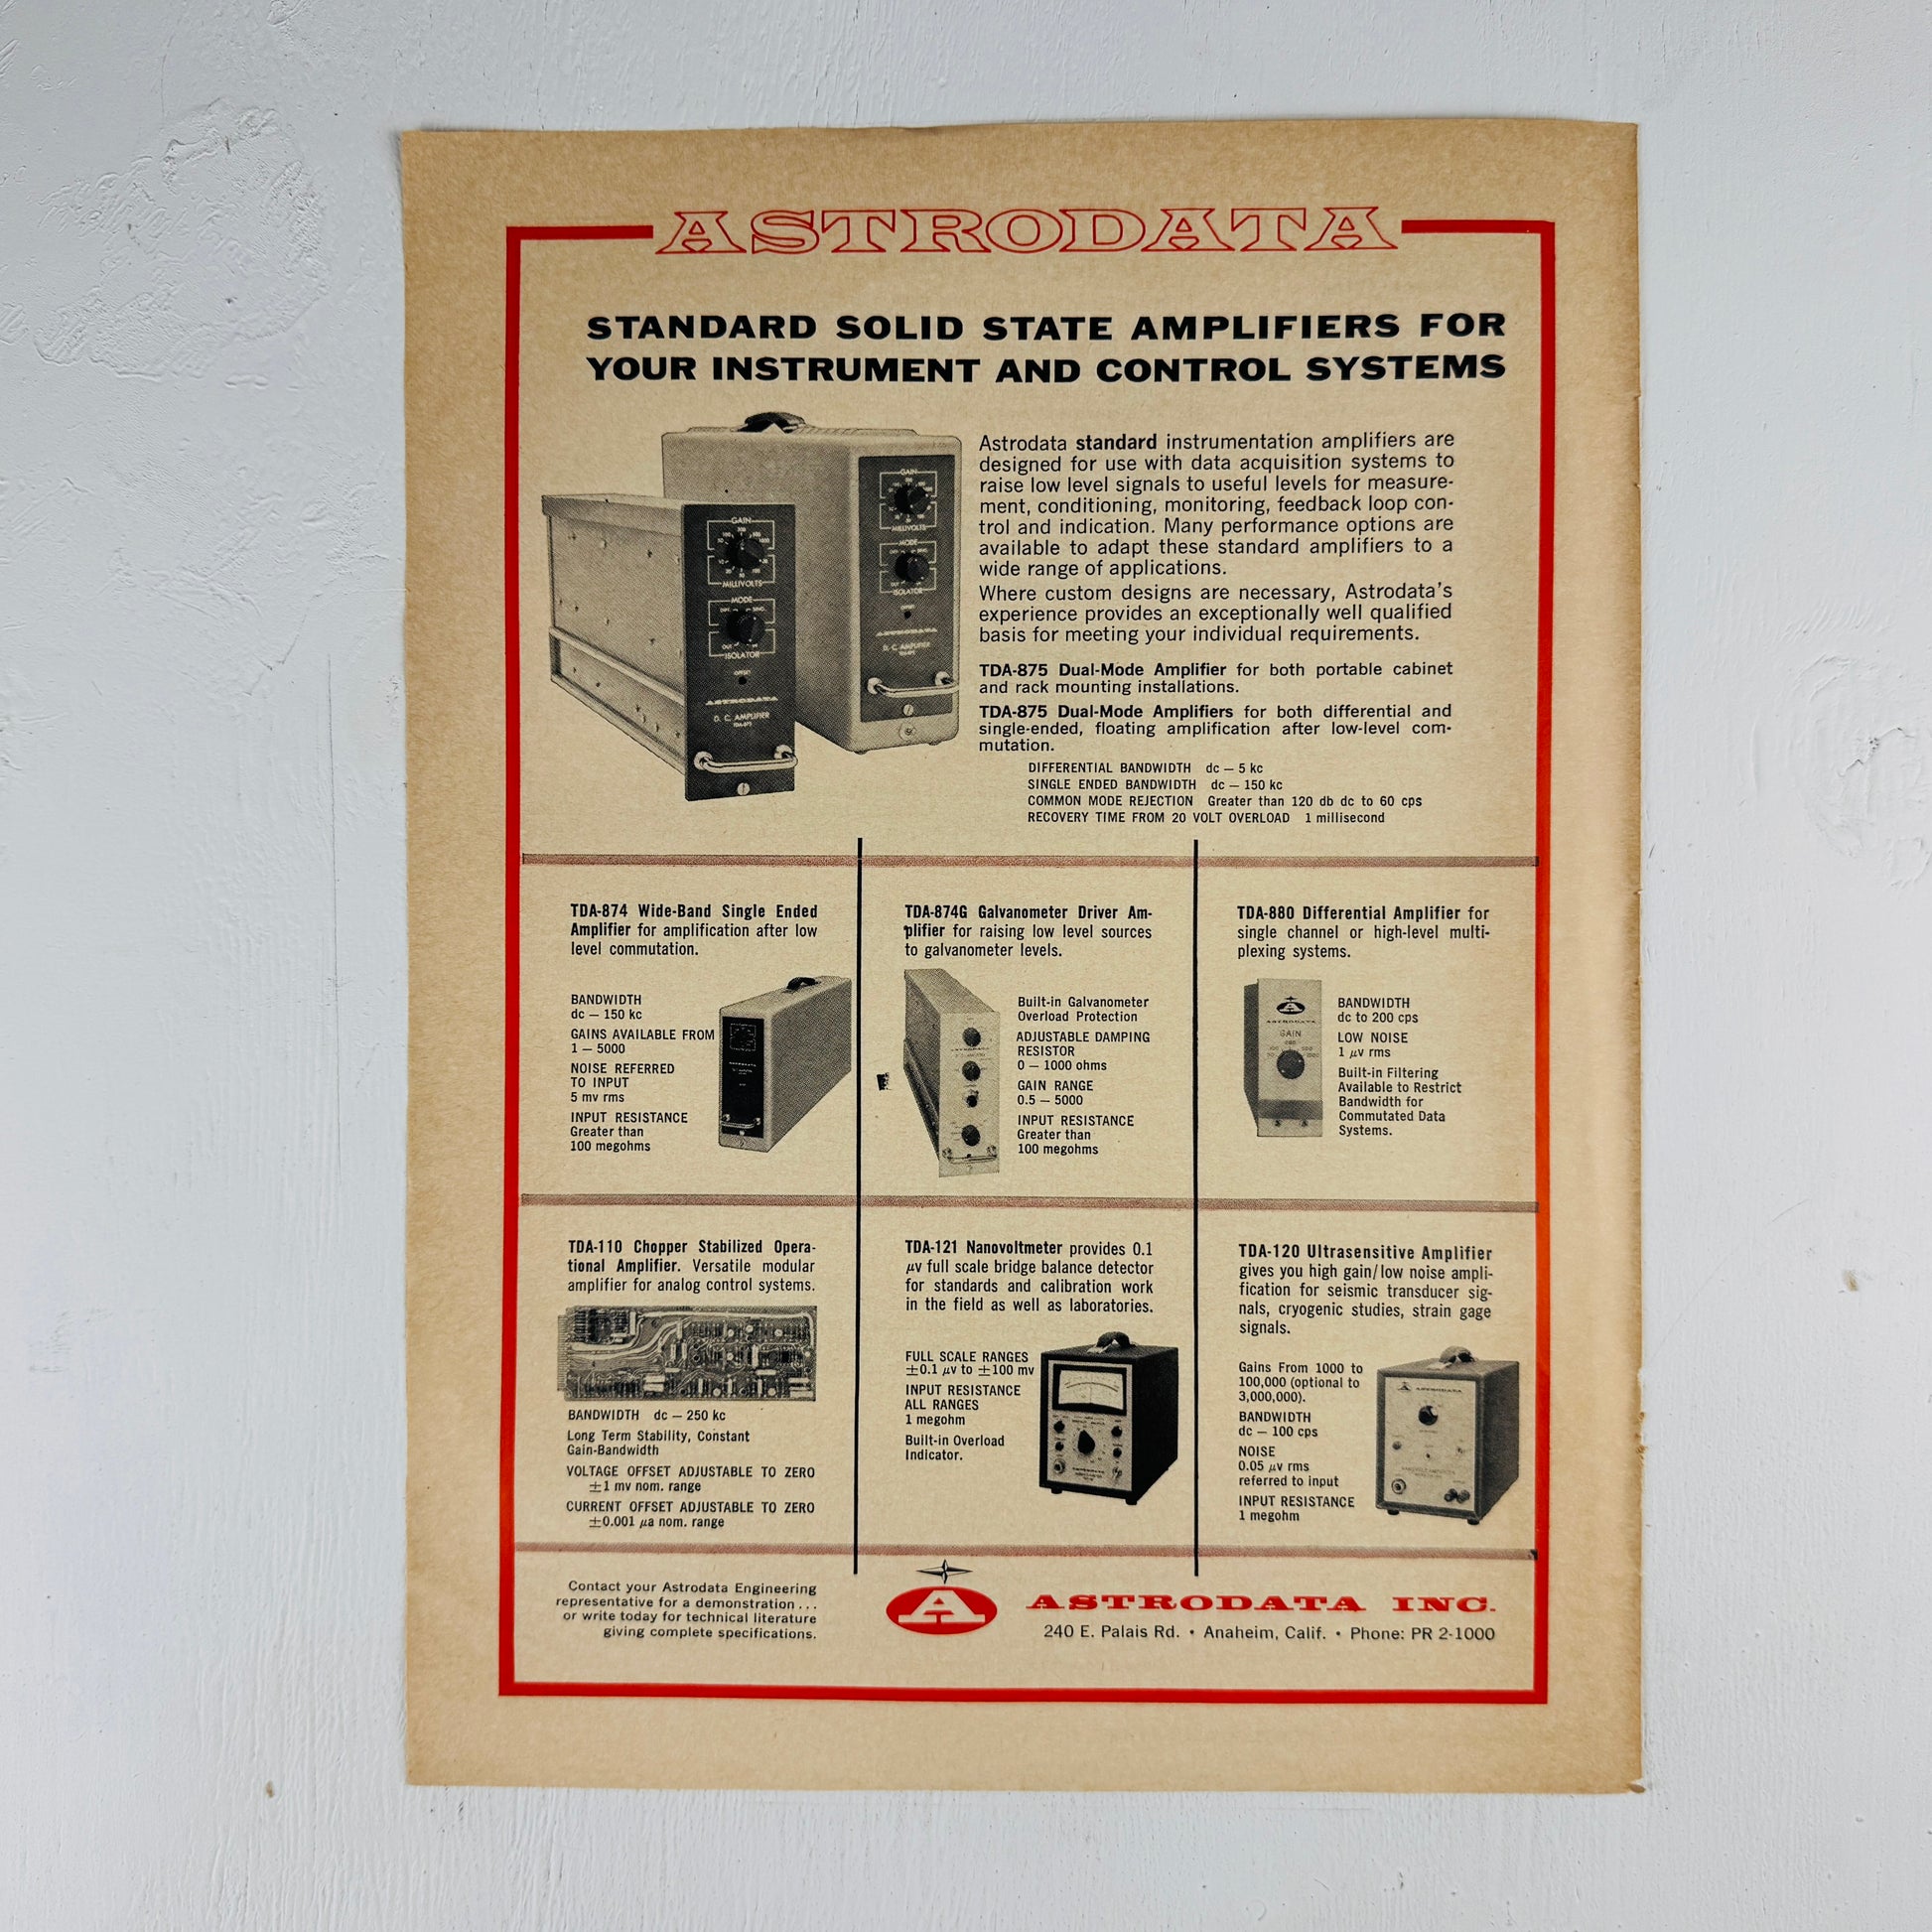 ASTRODATA
STANDARD SOLID STATE AMPLIFIERS FOR
YOUR INSTRUMENT AND CONTROL SYSTEMS
GAIN
MILLIVOLTS
MODE
ISOLATOR
OFFSET
ASTRODATA
D. C. AMPLIFIER
TDA-875
GAIN
MILLIVOLTS
MODE
ISOLATOR
ASTRODATA
D. C. AMPLIFIER
Astrodata standard instrumentation amplifiers are
designed for use with data acquisition systems to
raise low level signals to useful levels for measure-
ment, conditioning, monitoring, feedback loop con-
trol and indication. Many performance options are
available to adapt these standard amplifiers to a
wide range of applications.
Where custom designs are necessary, Astrodata's
experience provides an exceptionally well qualified
basis for meeting your individual requirements.
TDA-875 Dual-Mode Amplifier for both portable cabinet
and rack mounting installations.
TDA-875 Dual-Mode Amplifiers for both differential and
single-ended, floating amplification after low-level com-
mutation.
DIFFERENTIAL BANDWIDTH dc — 5 kc
SINGLE ENDED BANDWIDTH dc — 150 kc
COMMON MODE REJECTION Greater than 120 db dc to 60 cps
RECOVERY TIME FROM 20 VOLT OVERLOAD 1 millisecond
TDA-874 Wide-Band Single Ended
Amplifier for amplification after low
level commutation.
BANDWIDTH
dc — 150 kc
GAINS AVAILABLE FROM
1 — 5000
NOISE REFERRED
TO INPUT
5 mv rms
INPUT RESISTANCE
Greater than
100 megohms
TDA-874G Galvanometer Driver Am-
plifier for raising low level sources
to galvanometer levels.
Built-in Galvanometer
Overload Protection
ADJUSTABLE DAMPING
RESISTOR
0 — 1000 ohms
GAIN RANGE
0.5 — 5000
INPUT RESISTANCE
Greater than
100 megohms
TDA-880 Differential Amplifier for
single channel or high-level multi-
plexing systems.
ASTRODATA
GAIN
BANDWIDTH
dc to 200 cps
LOW NOISE
1 μv rms
Built-in Filtering
Available to Restrict
Bandwidth for
Commutated Data
Systems.
TDA-110 Chopper Stabilized Opera-
tional Amplifier. Versatile modular
amplifier for analog control systems.
BANDWIDTH dc — 250 kc
Long Term Stability, Constant
Gain-Bandwidth
VOLTAGE OFFSET ADJUSTABLE TO ZERO
±1 mv nom. range
CURRENT OFFSET ADJUSTABLE TO ZERO
±0.001 μa nom. range
TDA-121 Nanovoltmeter provides 0.1
μv full scale bridge balance detector
for standards and calibration work
in the field as well as laboratories.
FULL SCALE RANGES
±0.1 μv to ±100 mv
INPUT RESISTANCE
ALL RANGES
1 megohm
Built-in Overload
Indicator.
TDA-120 Ultrasensitive Amplifier
gives you high gain/low noise ampli-
fication for seismic transducer sig-
nals, cryogenic studies, strain gage
signals.
Gains From 1000 to
100,000 (optional to
3,000,000).
BANDWIDTH
dc — 100 cps
NOISE
0.05 μv rms
referred to input
INPUT RESISTANCE
1 megohm
ASTRODATA
Contact your Astrodata Engineering
representative for a demonstration...
or write today for technical literature
giving complete specifications.
A
ASTRODATA INC.
240 E. Palais Rd. • Anaheim, Calif. • Phone: PR 2-1000